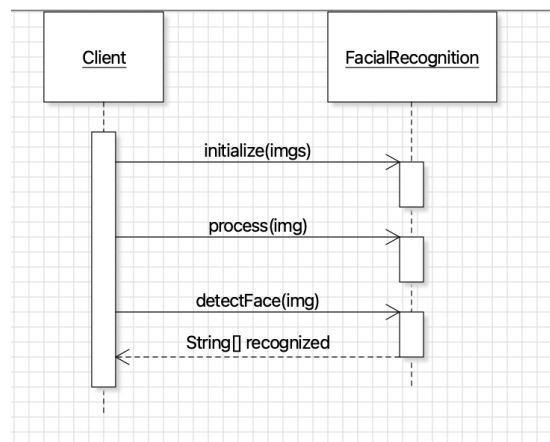 Client
FacialRecognition
initialize(imgs)
process(img)
detectFace(img)
String[] recognized